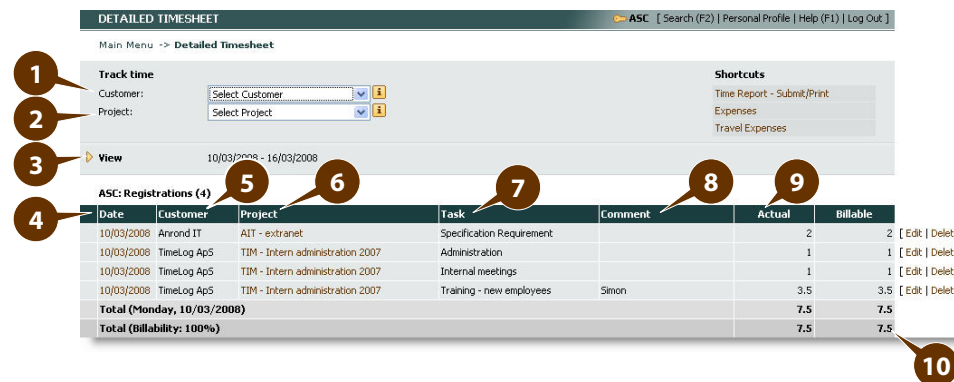 DETAILED TIMESHEET ASC [ Search (F2) | Personal Profile | Help (F1) | Log Out ]
Main Menu -> Detailed Timesheet
1 Track time Shortcuts
Customer: Select Customer i Time Report - Submit/Print
2 Project: Select Project i Expenses
Travel Expenses
3 View 10/03/2008 - 16/03/2008
5 6 7 8 9
ASC: Registrations (4)
4 Date Customer Project Task Comment Actual Billable
10/03/2008 Anrond IT AIT - extranet Specification Requirement 2 2 [ Edit | Delet
10/03/2008 TimeLog ApS TIM - Intern administration 2007 Administration 1 1 [ Edit | Delet
10/03/2008 TimeLog ApS TIM - Intern administration 2007 Internal meetings 1 1 [ Edit | Delet
10/03/2008 TimeLog ApS TIM - Intern administration 2007 Training - new employees Simon 3.5 3.5 [ Edit | Delet
Total (Monday, 10/03/2008) 7.5 7.5
Total (Billability: 100%) 7.5 7.5
10